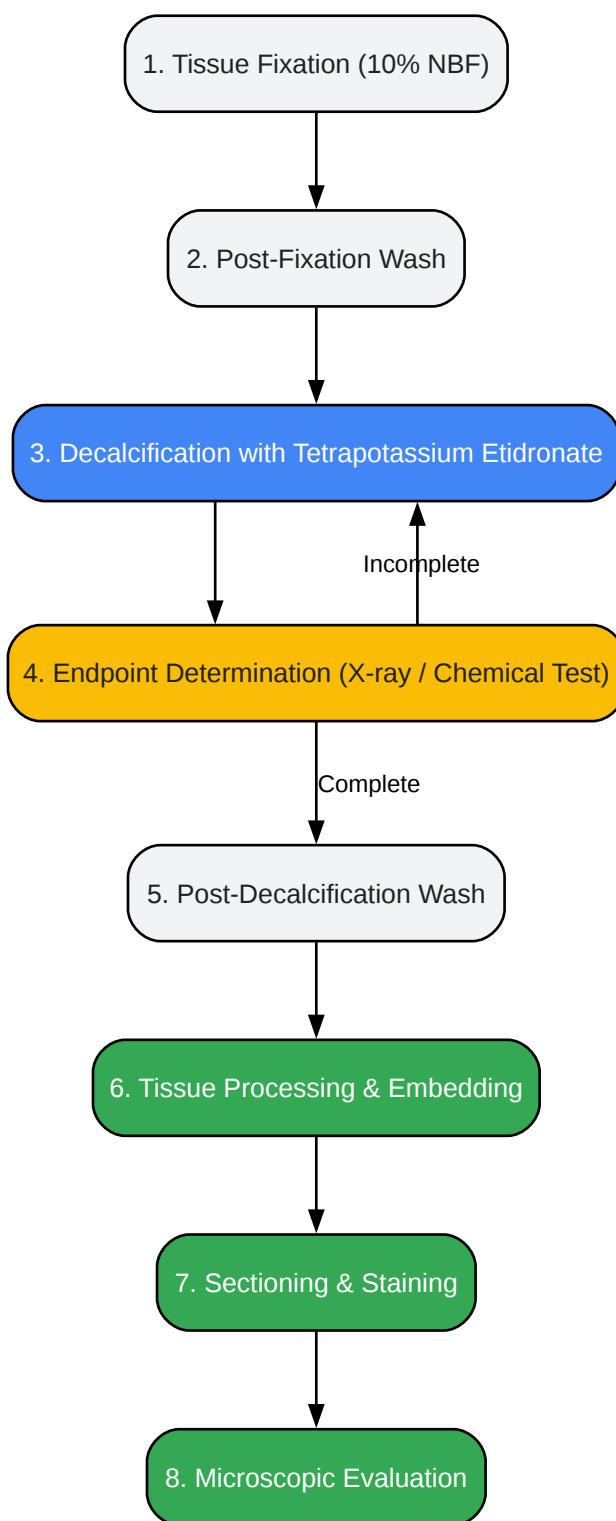 1. Tissue Fixation (10% NBF)
2. Post-Fixation Wash
3. Decalcification with Tetrapotassium Etidronate
Incomplete
4. Endpoint Determination (X-ray / Chemical Test)
Complete
5. Post-Decalcification Wash
6. Tissue Processing & Embedding
7. Sectioning & Staining
8. Microscopic Evaluation